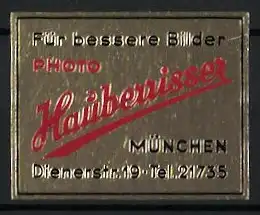 Für bessere Bilder
PHOTO
Hauberrisser
MÜNCHEN
Dienerstr.19·Tel.21735